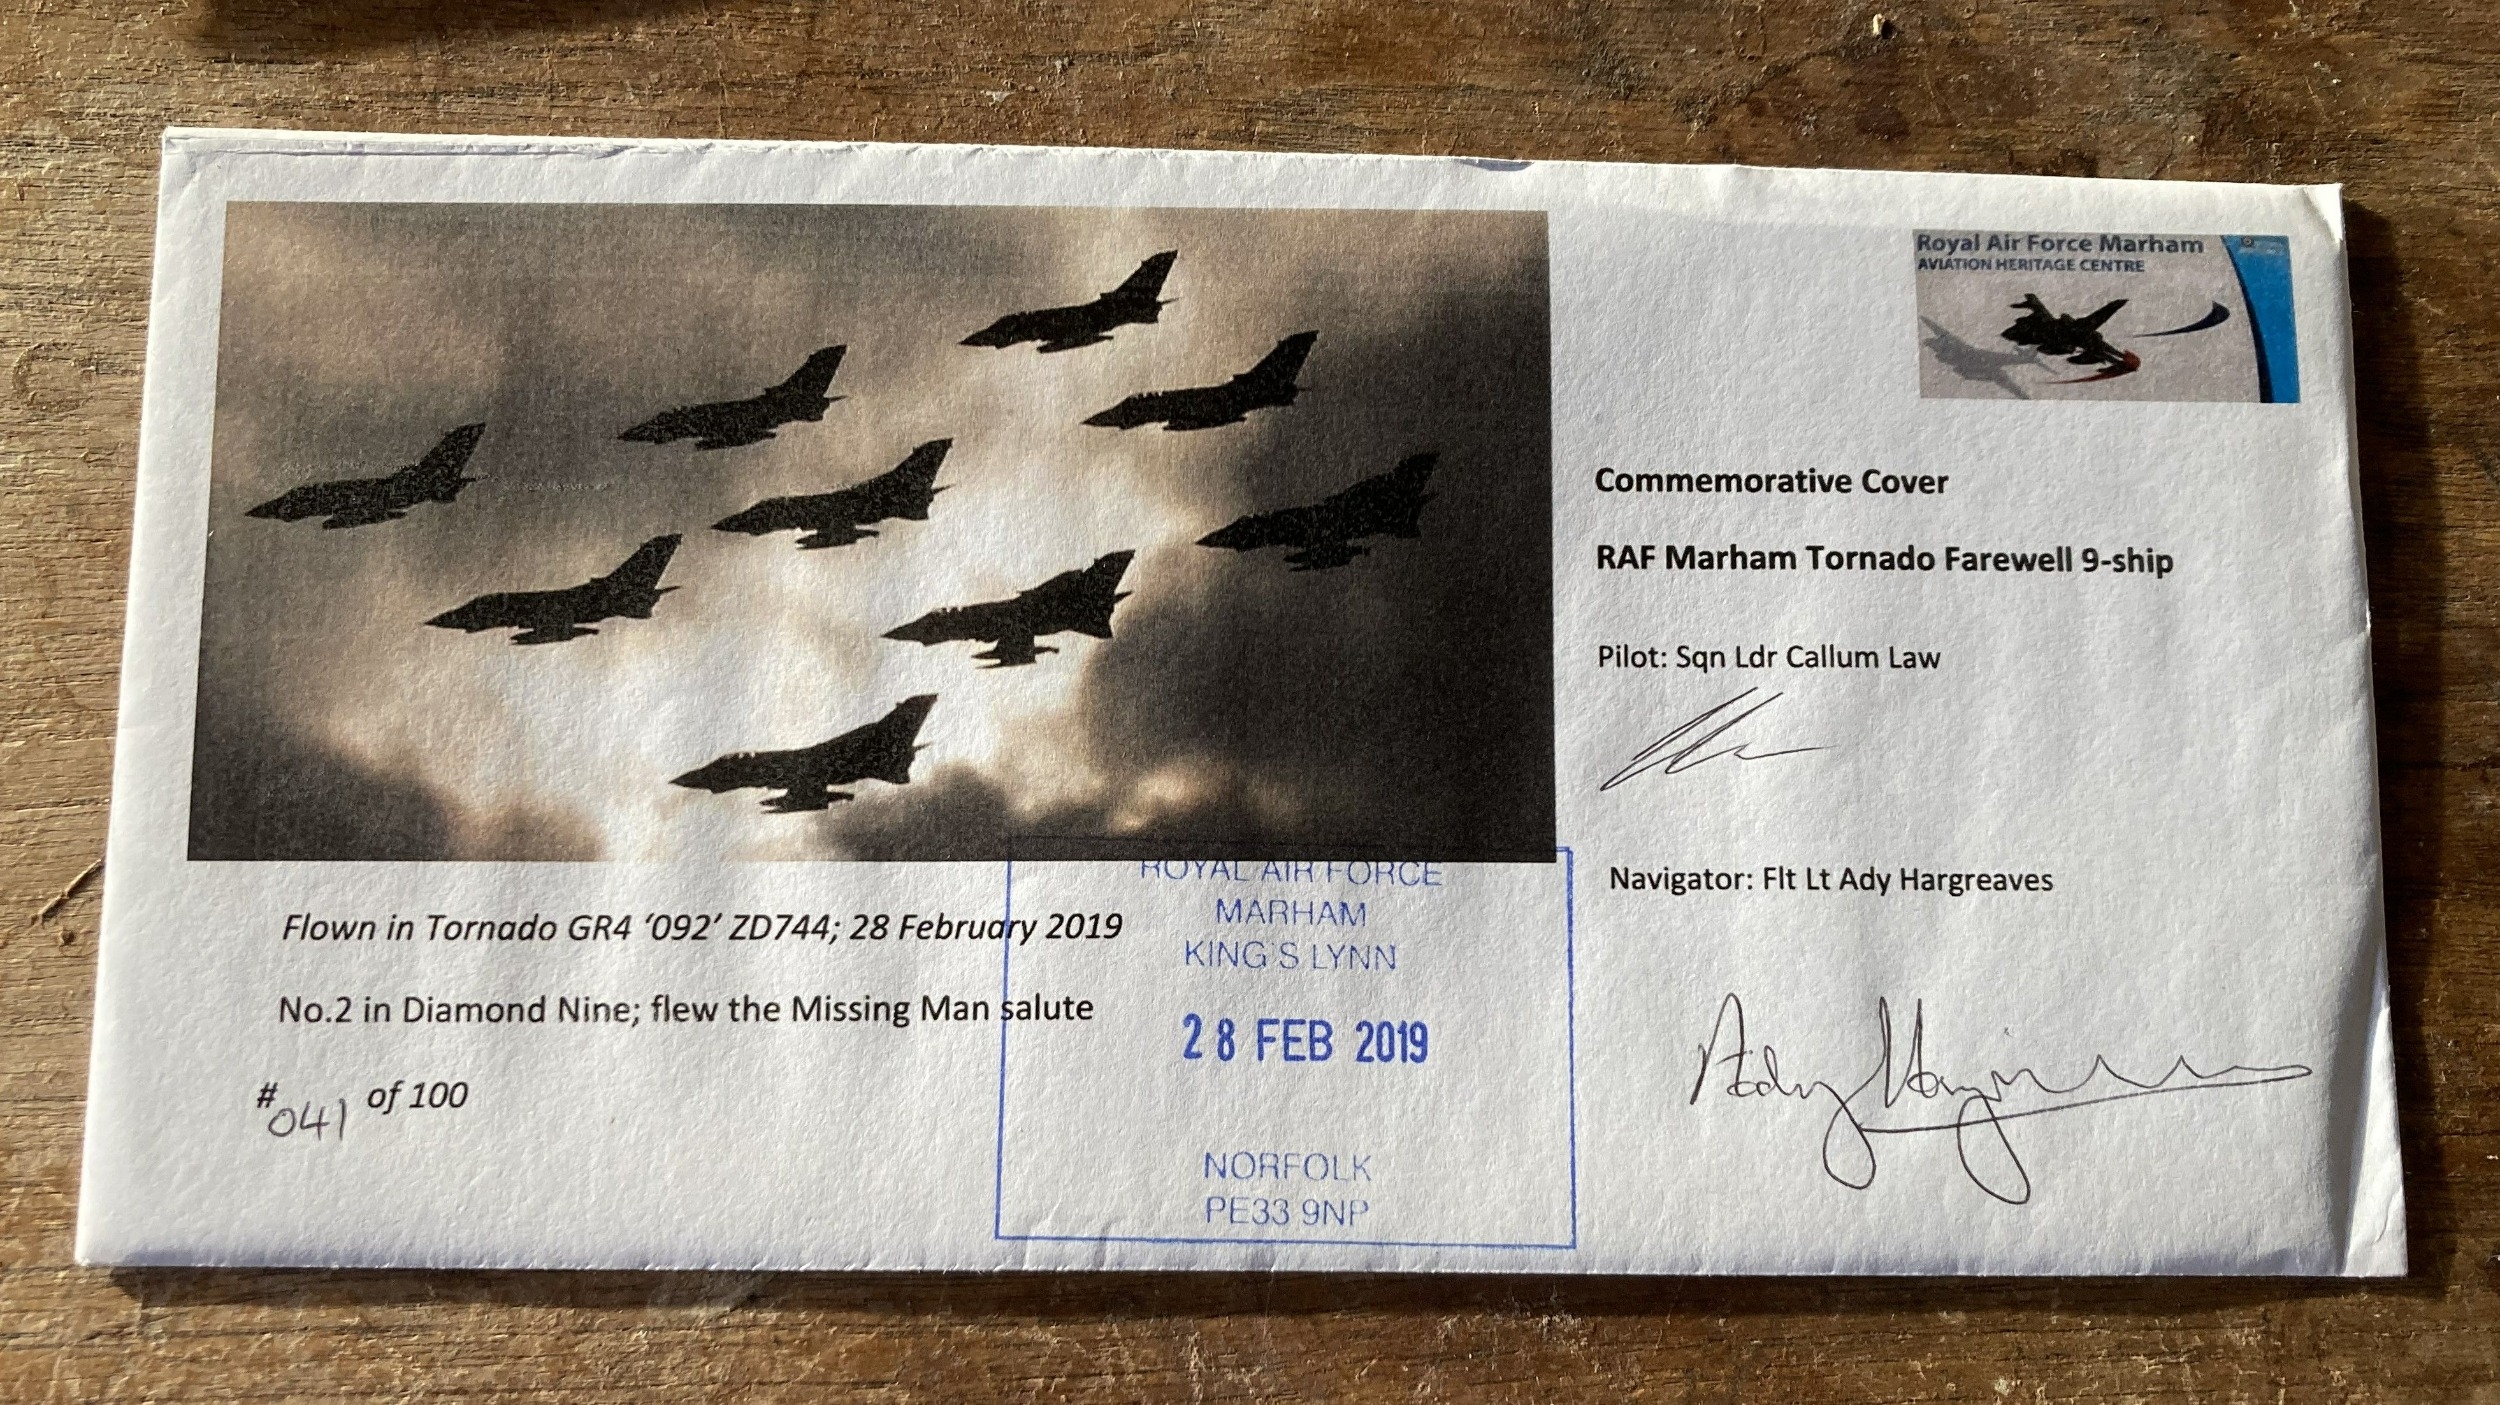 Royal Air Force Marham
AVIATION HERITAGE CENTRE
Commemorative Cover
RAF Marham Tornado Farewell 9-ship
Pilot: Sqn Ldr Callum Law
Navigator: Flt Lt Ady Hargreaves
Ady Hargreaves
Flown in Tornado GR4 ‘092’ ZD744; 28 February 2019
No.2 in Diamond Nine; flew the Missing Man salute
#041 of 100
ROYAL AIR FORCE
MARHAM
KING'S LYNN
28 FEB 2019
NORFOLK
PE33 9NP